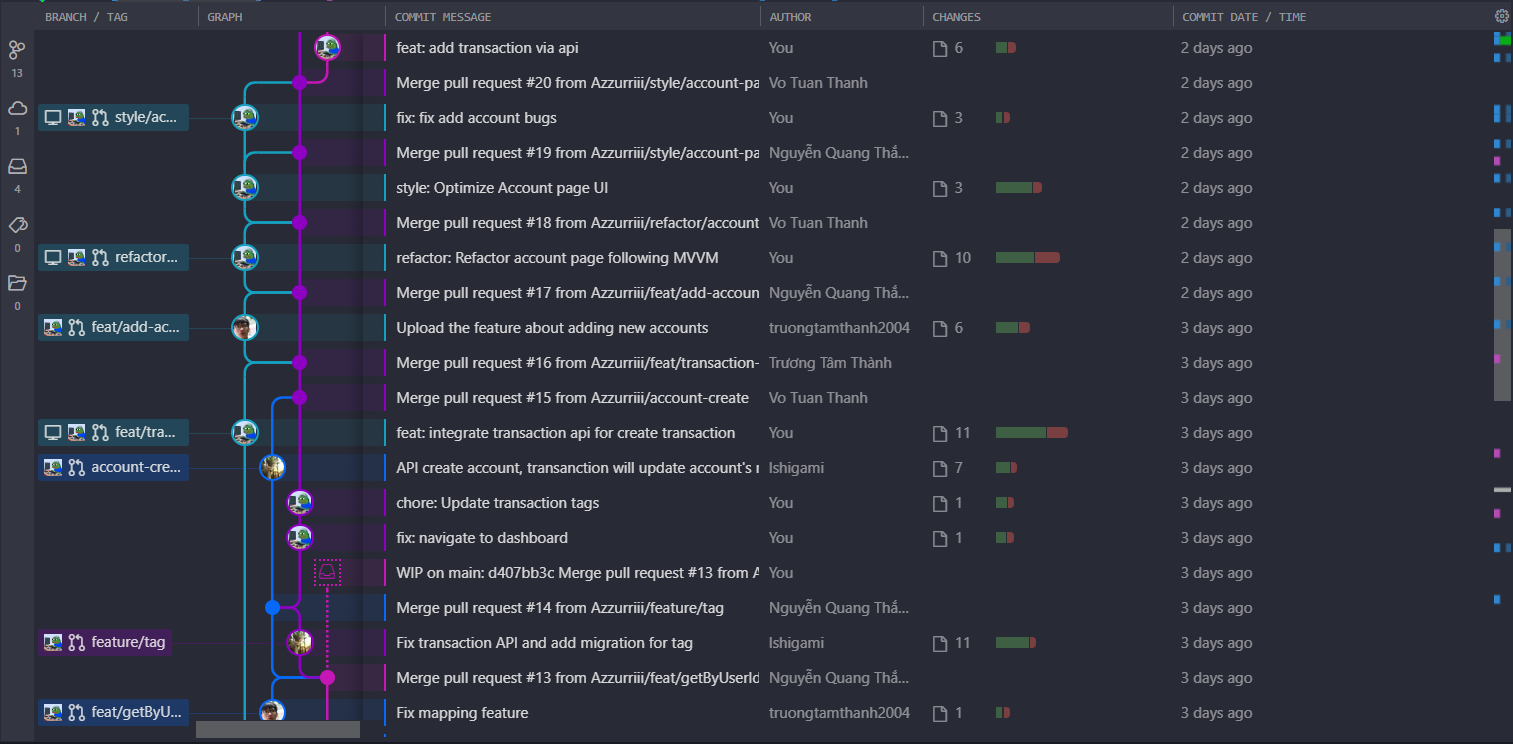 BRANCH / TAG GRAPH COMMIT MESSAGE AUTHOR CHANGES COMMIT DATE / TIME
feat: add transaction via api You 6 2 days ago
13
Merge pull request #20 from Azzurriii/style/account-pa Vo Tuan Thanh 2 days ago
style/ac... fix: fix add account bugs You 3 2 days ago
1
Merge pull request #19 from Azzurriii/style/account-pa Nguyễn Quang Thắ... 2 days ago
style: Optimize Account page UI You 3 2 days ago
4
Merge pull request #18 from Azzurriii/refactor/account Vo Tuan Thanh 2 days ago
0
refactor... refactor: Refactor account page following MVVM You 10 2 days ago
Merge pull request #17 from Azzurriii/feat/add-accoun Nguyễn Quang Thắ... 2 days ago
0
feat/add-ac... Upload the feature about adding new accounts truongtamthanh2004 6 3 days ago
Merge pull request #16 from Azzurriii/feat/transaction- Trương Tâm Thành 3 days ago
Merge pull request #15 from Azzurriii/account-create Vo Tuan Thanh 3 days ago
feat/tra... feat: integrate transaction api for create transaction You 11 3 days ago
account-cre... API create account, transanction will update account's r Ishigami 7 3 days ago
chore: Update transaction tags You 1 3 days ago
fix: navigate to dashboard You 1 3 days ago
WIP on main: d407bb3c Merge pull request #13 from A You 3 days ago
Merge pull request #14 from Azzurriii/feature/tag Nguyễn Quang Thắ... 3 days ago
feature/tag Fix transaction API and add migration for tag Ishigami 11 3 days ago
Merge pull request #13 from Azzurriii/feat/getByUserId Nguyễn Quang Thắ... 3 days ago
feat/getByU... Fix mapping feature truongtamthanh2004 1 3 days ago